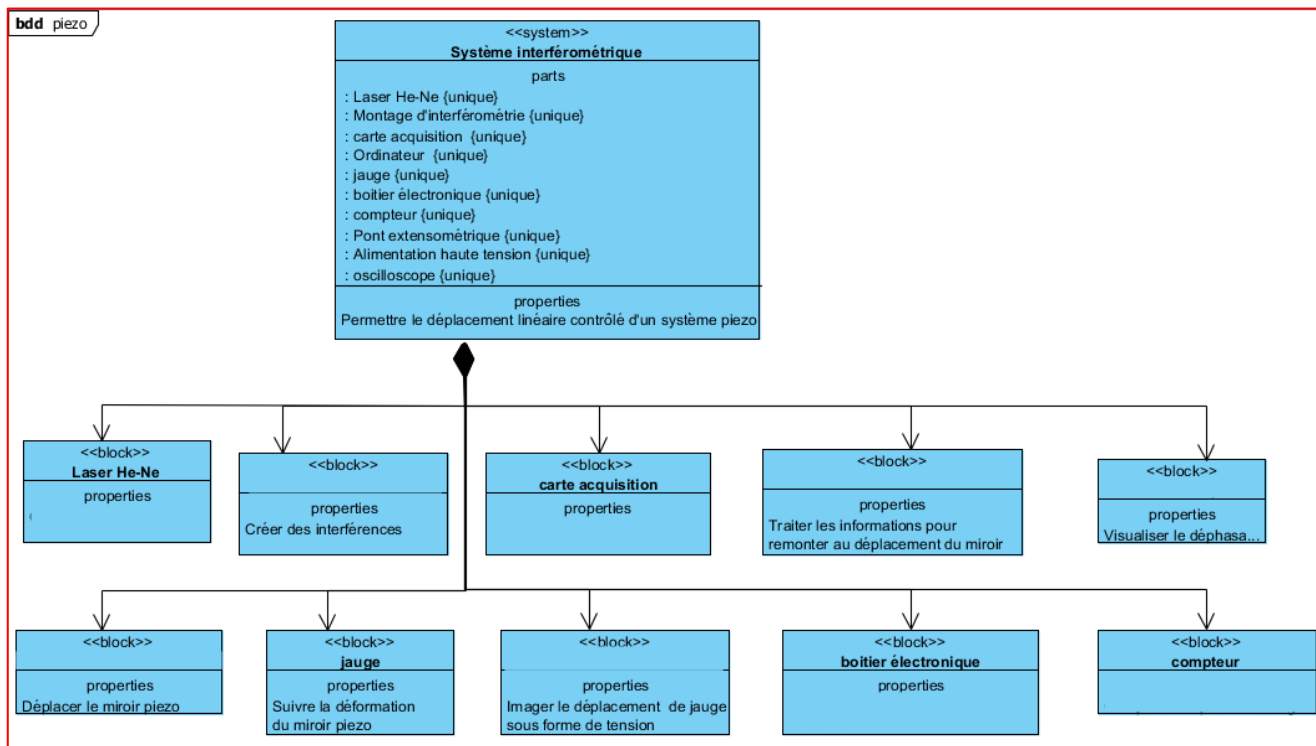 bdd piezo
<<system>>
Système interférométrique
parts
: Laser He-Ne {unique}
: Montage d'interférométrie {unique}
: carte acquisition {unique}
: Ordinateur {unique}
: jauge {unique}
: boitier électronique {unique}
: compteur {unique}
: Pont extensométrique {unique}
: Alimentation haute tension {unique}
: oscilloscope {unique}
properties
Permettre le déplacement linéaire contrôlé d'un système piezo
<<block>>
Laser He-Ne
properties
<<block>>
properties
Créer des interférences
<<block>>
carte acquisition
properties
<<block>>
properties
Traiter les informations pour
remonter au déplacement du miroir
<<block>>
properties
Visualiser le déphasa...
<<block>>
properties
Déplacer le miroir piezo
<<block>>
jauge
properties
Suivre la déformation
du miroir piezo
<<block>>
properties
Imager le déplacement de jauge
sous forme de tension
<<block>>
boitier électronique
properties
<<block>>
compteur